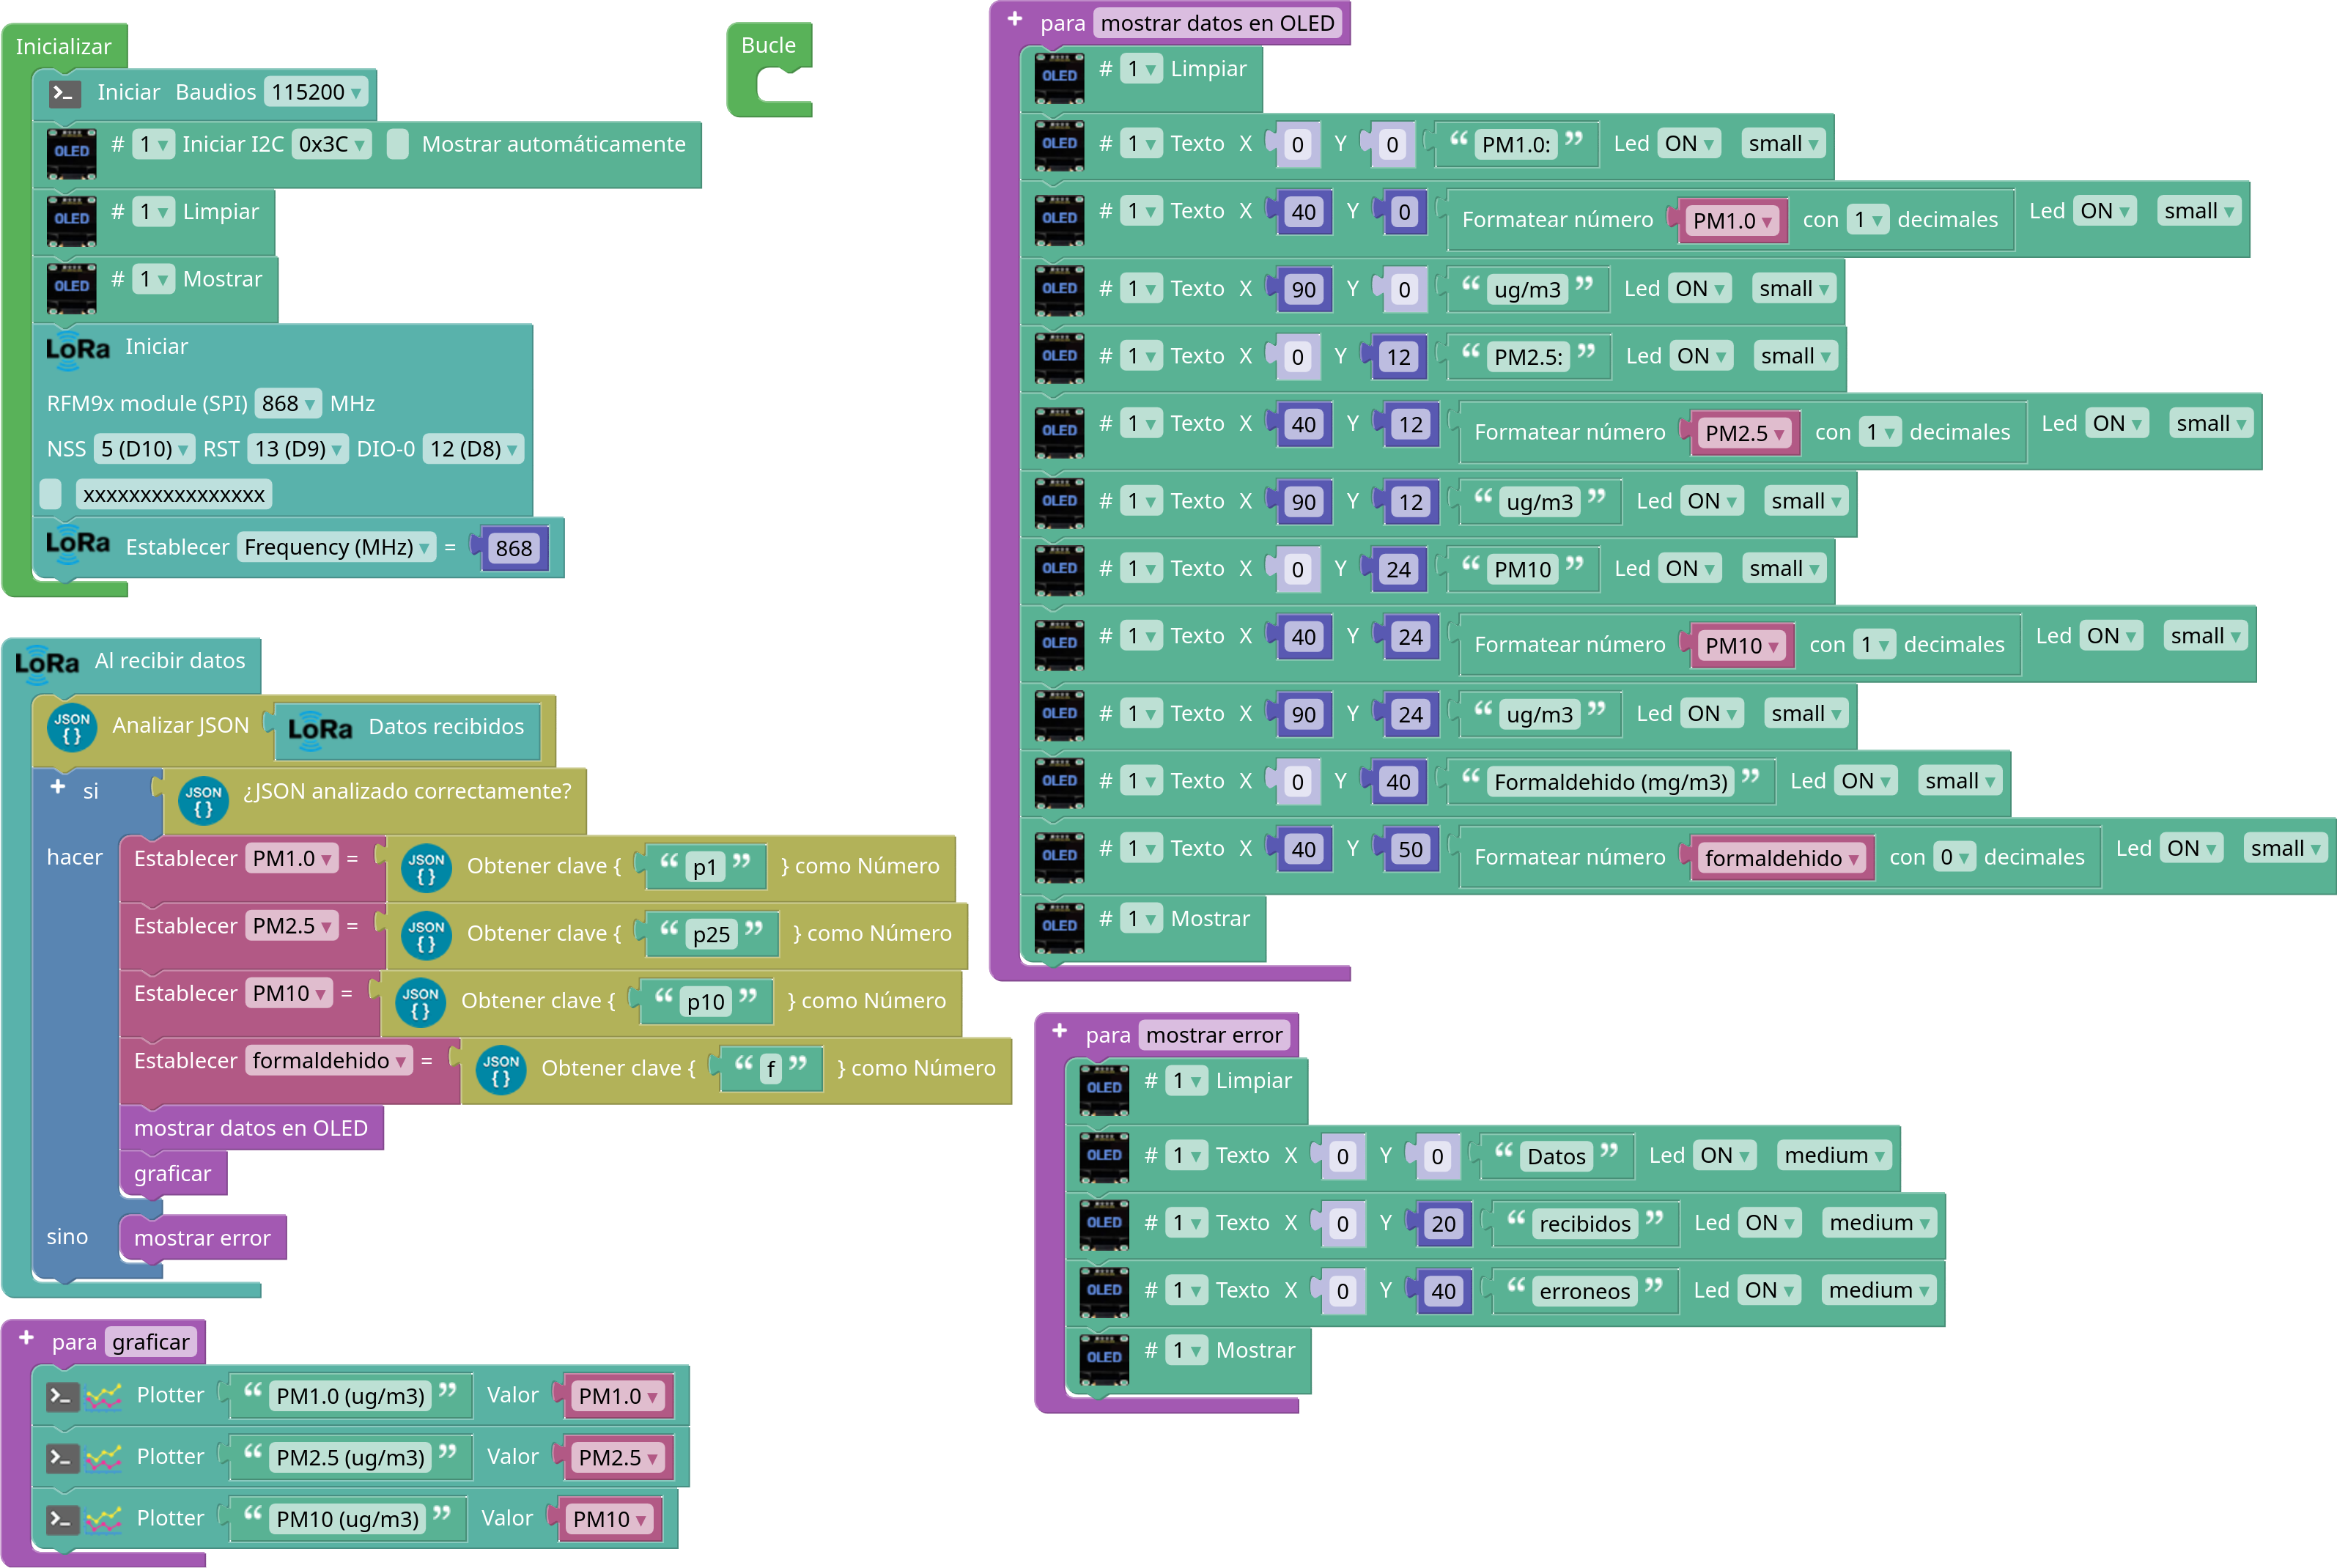 Inicializar
>_ Iniciar Baudios 115200
OLED # 1 Iniciar I2C 0x3C Mostrar automáticamente
OLED # 1 Limpiar
OLED # 1 Mostrar
LoRa Iniciar
RFM9x module (SPI) 868 MHz
NSS 5 (D10) RST 13 (D9) DIO-0 12 (D8)
xxxxxxxxxxxxxxxx
LoRa Establecer Frequency (MHz) = 868
Bucle
LoRa Al recibir datos
JSON { } Analizar JSON LoRa Datos recibidos
+ si JSON { } ¿JSON analizado correctamente?
hacer Establecer PM1.0 = JSON { } Obtener clave { “ p1 ” } como Número
Establecer PM2.5 = JSON { } Obtener clave { “ p25 ” } como Número
Establecer PM10 = JSON { } Obtener clave { “ p10 ” } como Número
Establecer formaldehido = JSON { } Obtener clave { “ f ” } como Número
mostrar datos en OLED
graficar
sino mostrar error
+ para graficar
>_ Plotter “ PM1.0 (ug/m3) ” Valor PM1.0
>_ Plotter “ PM2.5 (ug/m3) ” Valor PM2.5
>_ Plotter “ PM10 (ug/m3) ” Valor PM10
+ para mostrar datos en OLED
OLED # 1 Limpiar
OLED # 1 Texto X 0 Y 0 “ PM1.0: ” Led ON small
OLED # 1 Texto X 40 Y 0 Formatear número PM1.0 con 1 decimales Led ON small
OLED # 1 Texto X 90 Y 0 “ ug/m3 ” Led ON small
OLED # 1 Texto X 0 Y 12 “ PM2.5: ” Led ON small
OLED # 1 Texto X 40 Y 12 Formatear número PM2.5 con 1 decimales Led ON small
OLED # 1 Texto X 90 Y 12 “ ug/m3 ” Led ON small
OLED # 1 Texto X 0 Y 24 “ PM10 ” Led ON small
OLED # 1 Texto X 40 Y 24 Formatear número PM10 con 1 decimales Led ON small
OLED # 1 Texto X 90 Y 24 “ ug/m3 ” Led ON small
OLED # 1 Texto X 0 Y 40 “ Formaldehido (mg/m3) ” Led ON small
OLED # 1 Texto X 40 Y 50 Formatear número formaldehido con 0 decimales Led ON small
OLED # 1 Mostrar
+ para mostrar error
OLED # 1 Limpiar
OLED # 1 Texto X 0 Y 0 “ Datos ” Led ON medium
OLED # 1 Texto X 0 Y 20 “ recibidos ” Led ON medium
OLED # 1 Texto X 0 Y 40 “ erroneos ” Led ON medium
OLED # 1 Mostrar